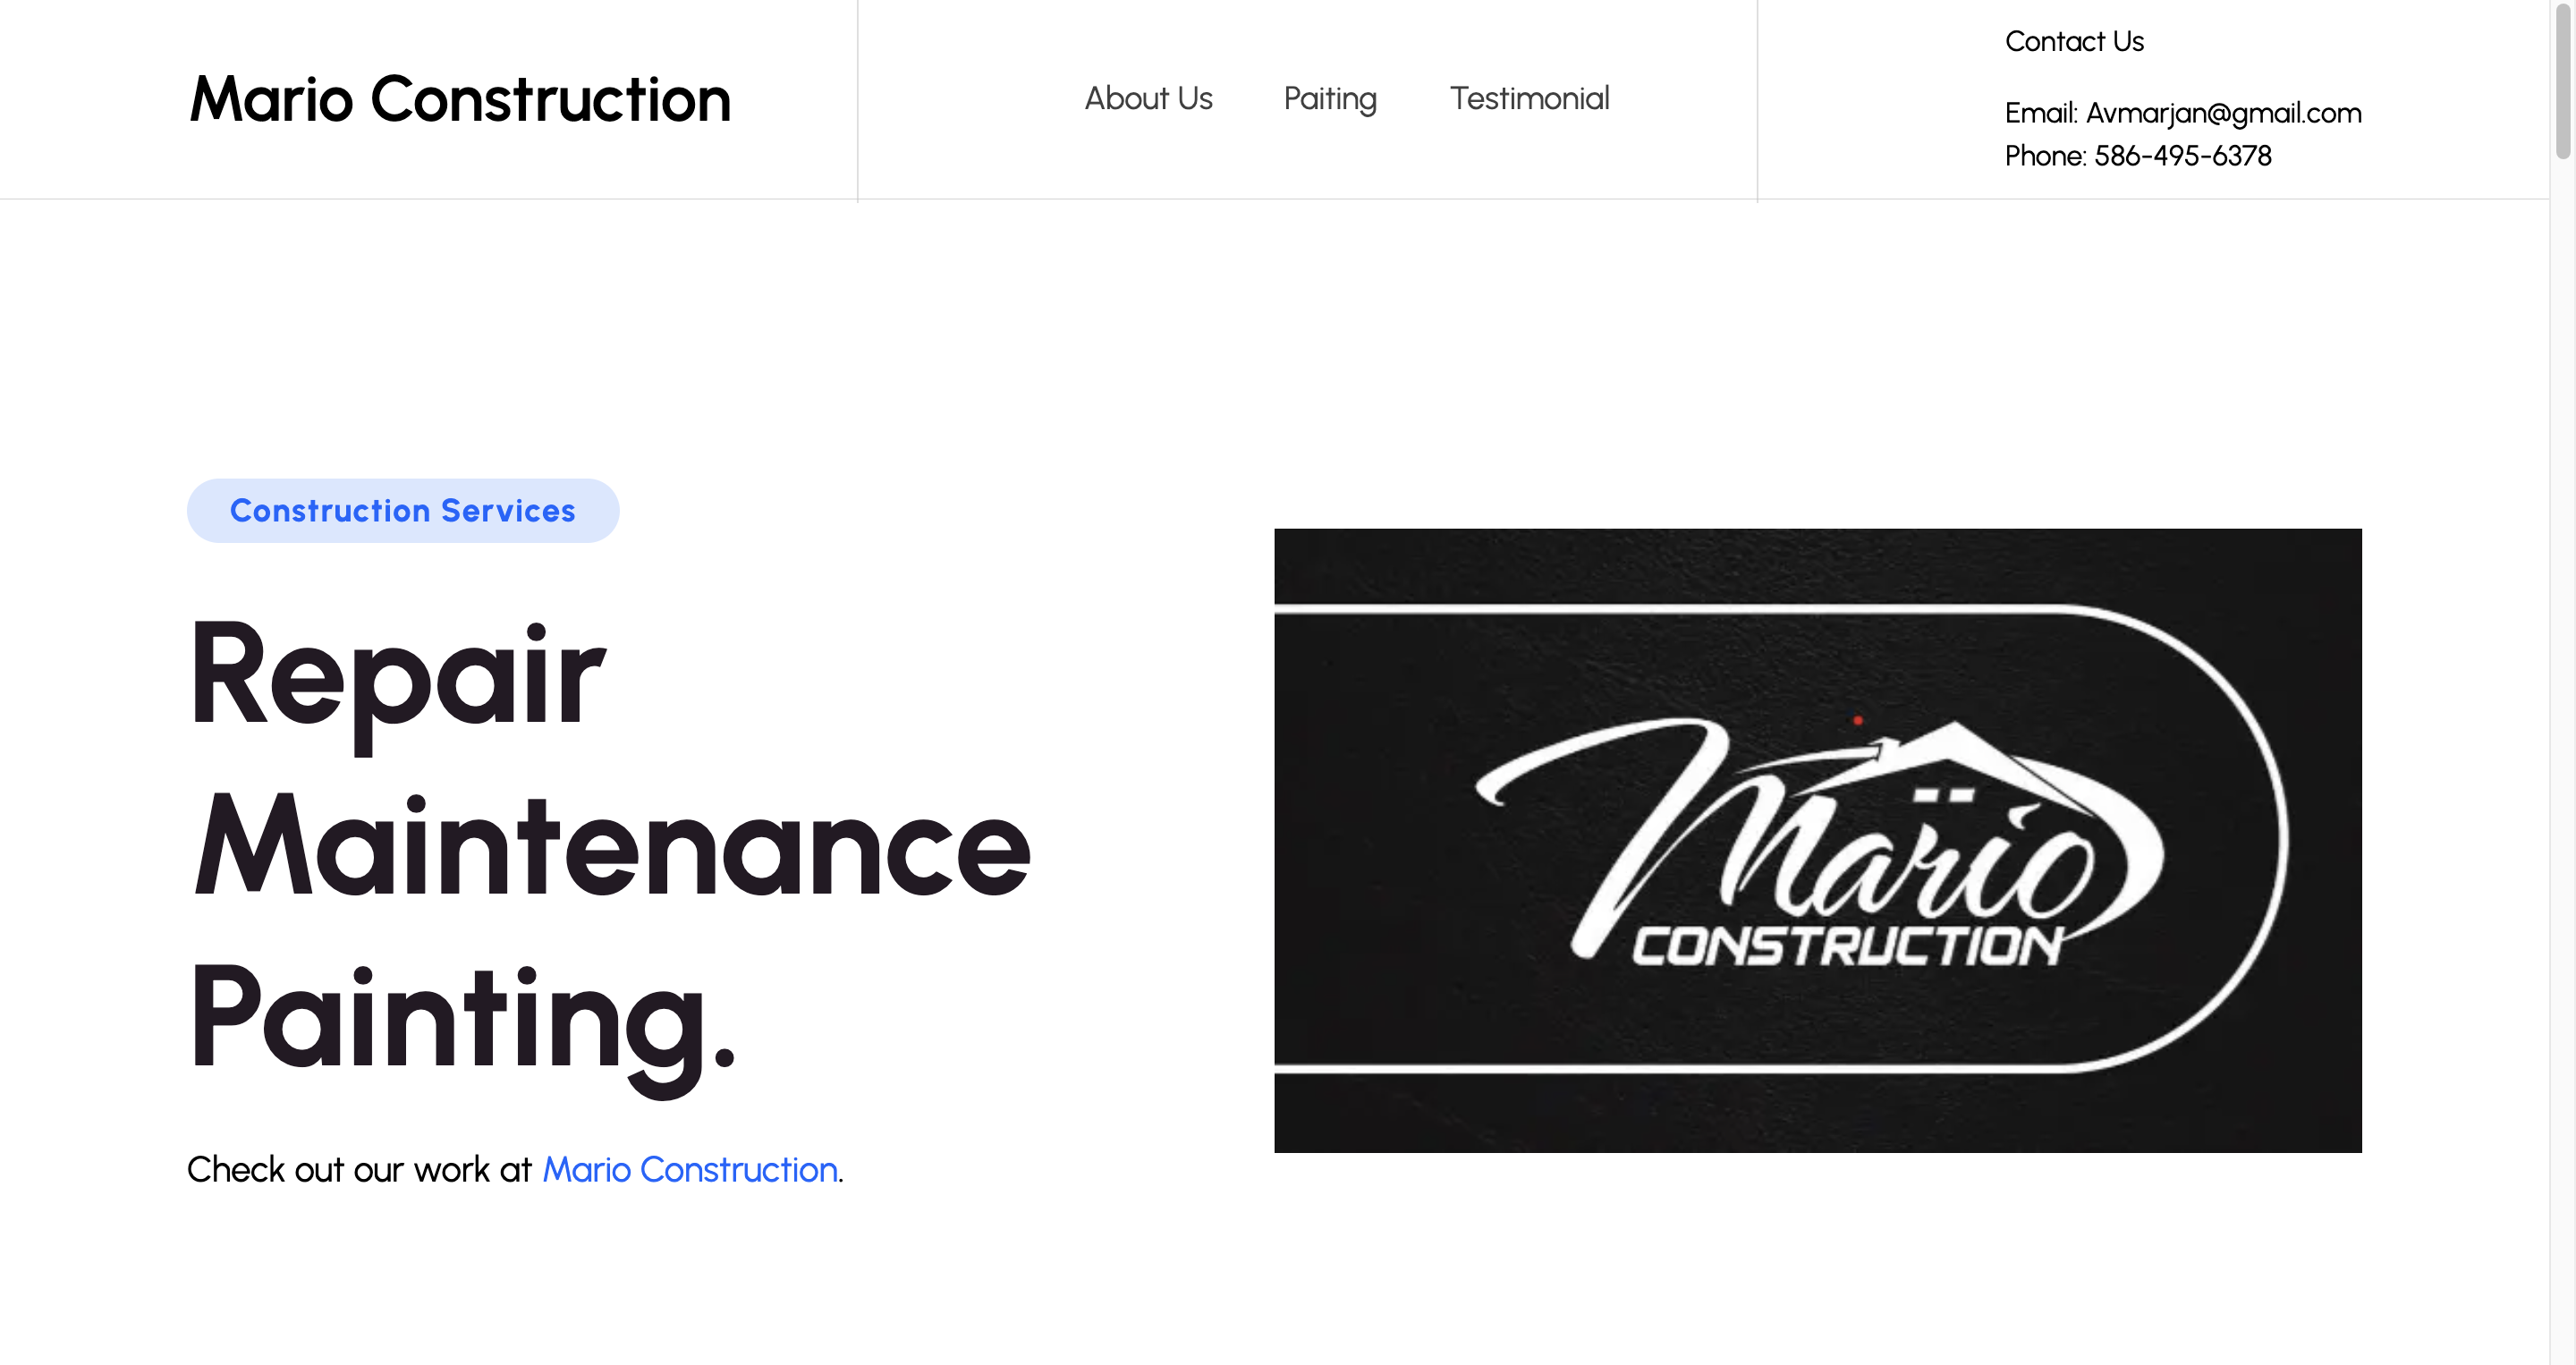 Mario Construction
About Us
Paiting
Testimonial
Contact Us
Email: Avmarjan@gmail.com
Phone: 586-495-6378
Construction Services
Repair
Maintenance
Painting.
Check out our work at Mario Construction.
Mario
CONSTRUCTION